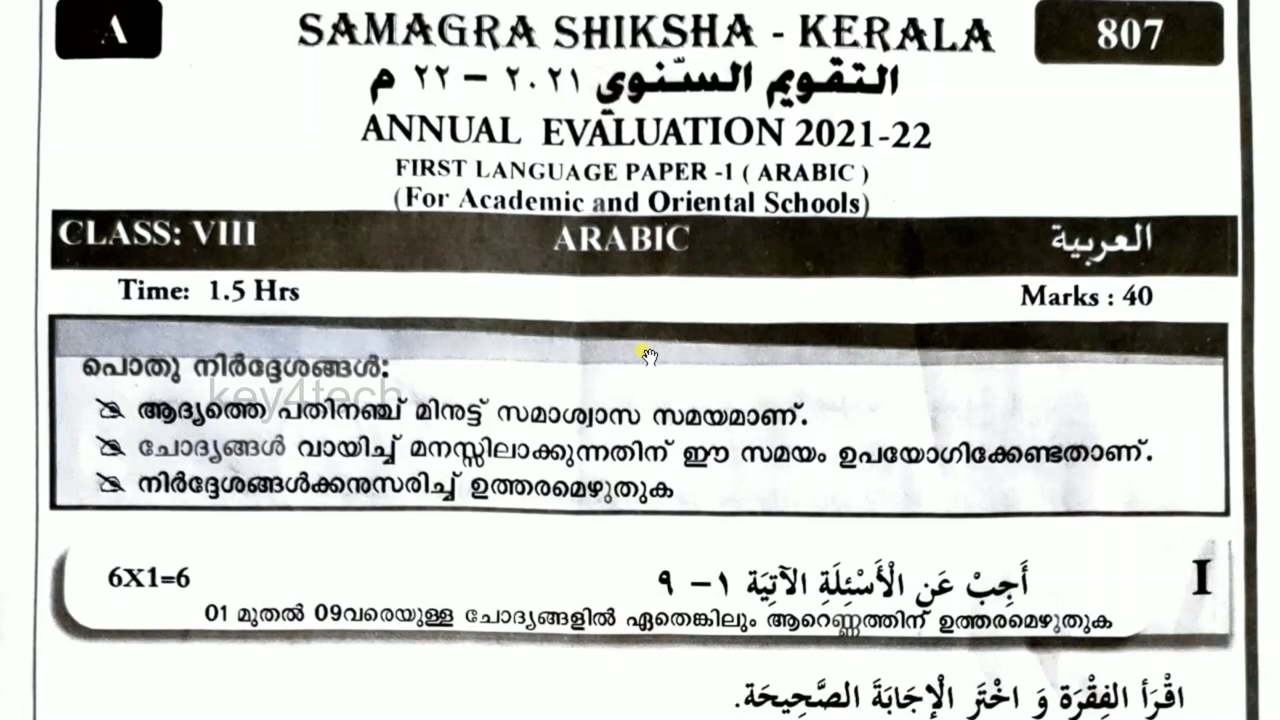 A
SAMAGRA SHIKSHA - KERALA
807
التقويم السّنوي ٢٠٢١ – ٢٢ م
ANNUAL EVALUATION 2021-22
FIRST LANGUAGE PAPER -1 ( ARABIC )
(For Academic and Oriental Schools)
CLASS: VIII ARABIC العربية
Time: 1.5 Hrs Marks : 40
പൊതു നിർദ്ദേശങ്ങൾ:
key4tech
ആദ്യത്തെ പതിനഞ്ച് മിനുട്ട് സമാശ്വാസ സമയമാണ്.
ചോദ്യങ്ങൾ വായിച്ച് മനസ്സിലാക്കുന്നതിന് ഈ സമയം ഉപയോഗിക്കേണ്ടതാണ്.
നിർദ്ദേശങ്ങൾക്കനുസരിച്ച് ഉത്തരമെഴുതുക
6X1=6 أَجِبْ عَنِ الْأَسْئِلَةِ الآتِيَة ١– ٩ I
01 മുതൽ 09വരെയുള്ള ചോദ്യങ്ങളിൽ ഏതെങ്കിലും ആറെണ്ണത്തിന് ഉത്തരമെഴുതുക
اقْرَأ الفِقْرَة وَ اخْتَر الْإجَابَةَ الصَّحِيحَة.